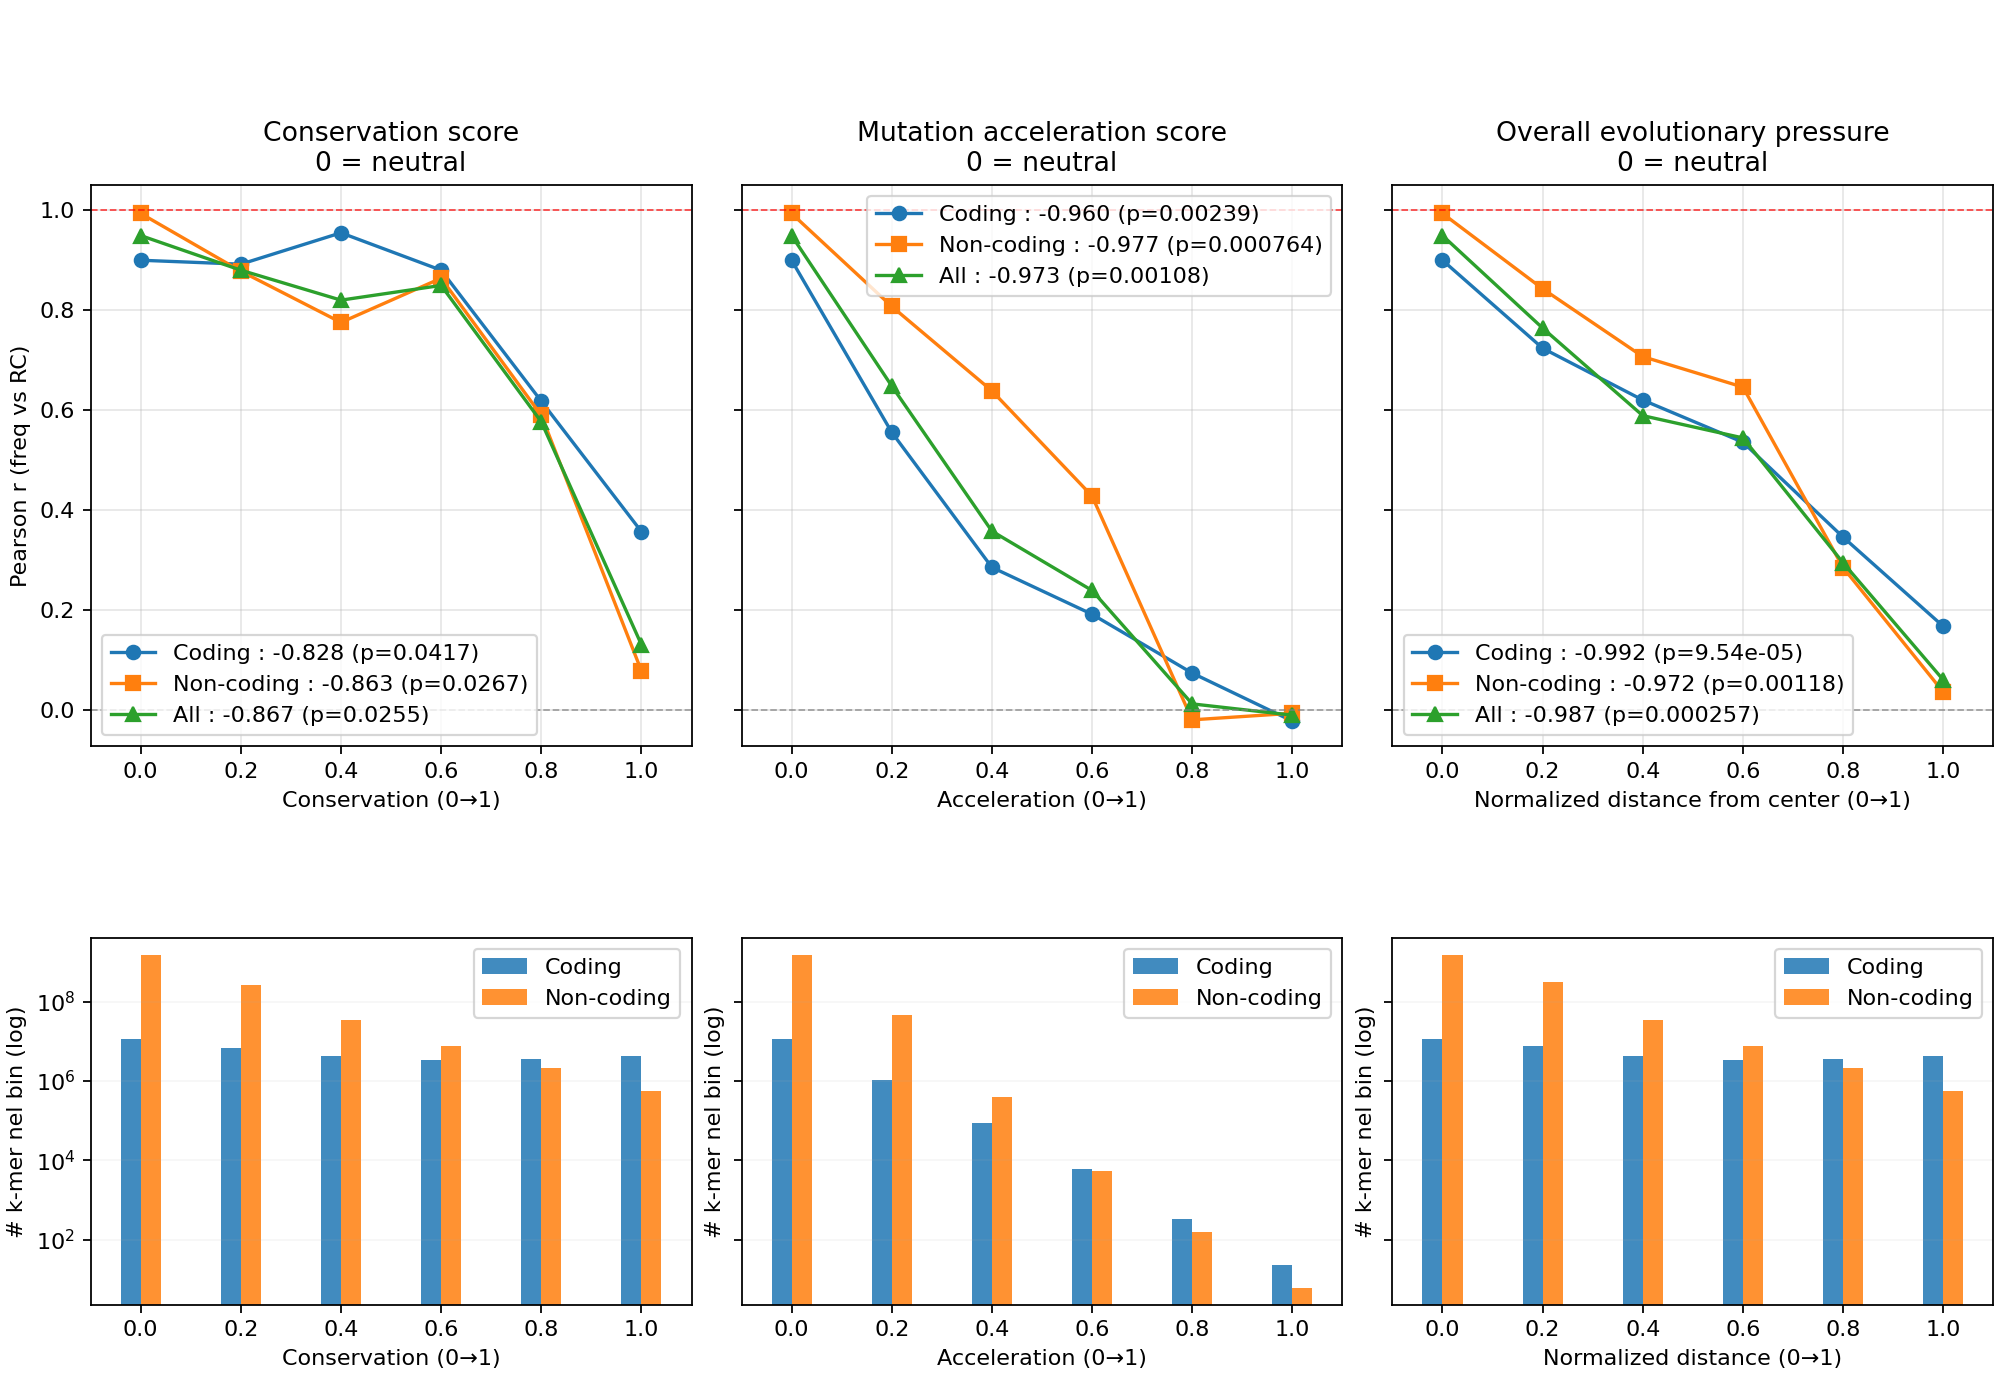 Conservation score
0 = neutral
Pearson r (freq vs RC)
1.0
0.8
0.6
0.4
0.2
0.0
Coding : -0.828 (p=0.0417)
Non-coding : -0.863 (p=0.0267)
All : -0.867 (p=0.0255)
0.0 0.2 0.4 0.6 0.8 1.0
Conservation (0→1)
Mutation acceleration score
0 = neutral
Coding : -0.960 (p=0.00239)
Non-coding : -0.977 (p=0.000764)
All : -0.973 (p=0.00108)
0.0 0.2 0.4 0.6 0.8 1.0
Acceleration (0→1)
Overall evolutionary pressure
0 = neutral
Coding : -0.992 (p=9.54e-05)
Non-coding : -0.972 (p=0.00118)
All : -0.987 (p=0.000257)
0.0 0.2 0.4 0.6 0.8 1.0
Normalized distance from center (0→1)
# k-mer nel bin (log)
10⁸
10⁶
10⁴
10²
Coding
Non-coding
0.0 0.2 0.4 0.6 0.8 1.0
Conservation (0→1)
# k-mer nel bin (log)
Coding
Non-coding
0.0 0.2 0.4 0.6 0.8 1.0
Acceleration (0→1)
# k-mer nel bin (log)
Coding
Non-coding
0.0 0.2 0.4 0.6 0.8 1.0
Normalized distance (0→1)